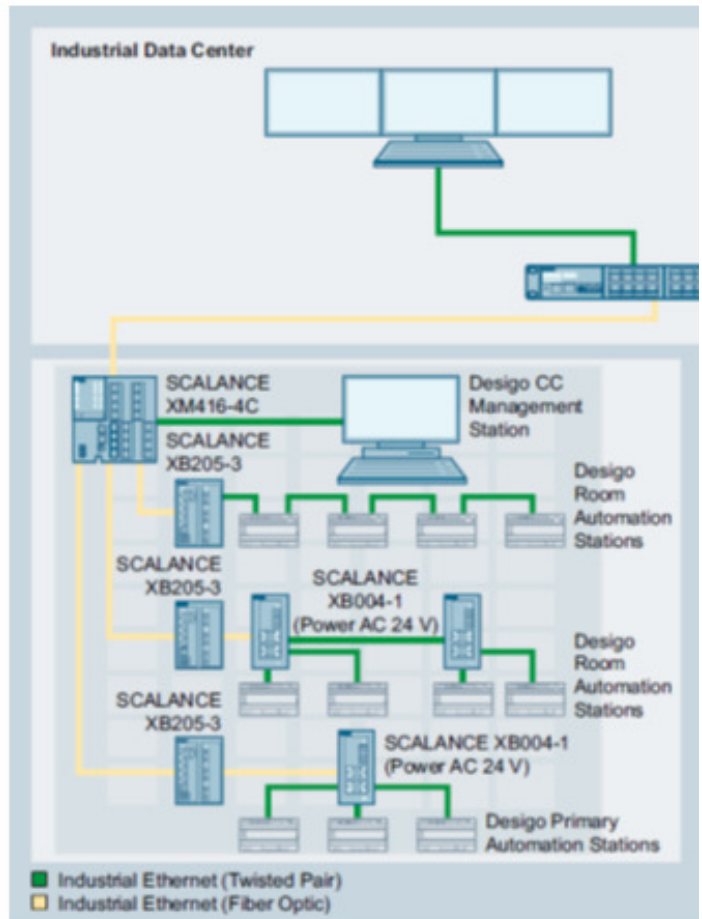 Industrial Data Center
SCALANCE
XM416-4C
Desigo CC
Management
Station
SCALANCE
XB205-3
Desigo
Room
Automation
Stations
SCALANCE
XB205-3
SCALANCE
XB004-1
(Power AC 24 V)
Desigo
Room
Automation
Stations
SCALANCE
XB205-3
SCALANCE XB004-1
(Power AC 24 V)
Desigo Primary
Automation Stations
Industrial Ethernet (Twisted Pair)
Industrial Ethernet (Fiber Optic)